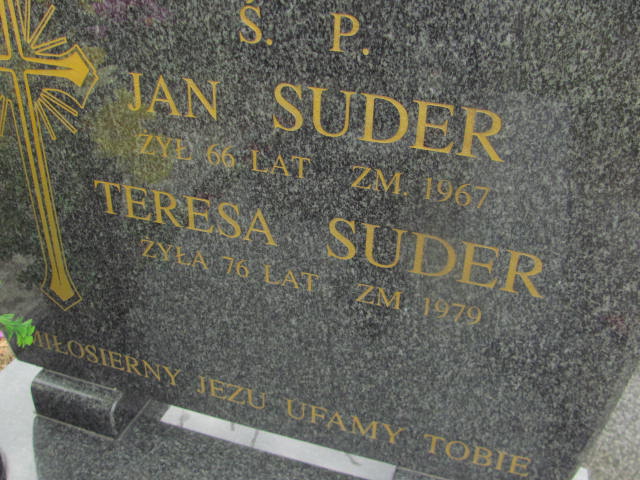 Ś. P.
JAN SUDER
ŻYŁ 66 LAT ZM. 1967
TERESA SUDER
ŻYŁA 76 LAT ZM. 1979
MIŁOSIERNY JEZU UFAMY TOBIE